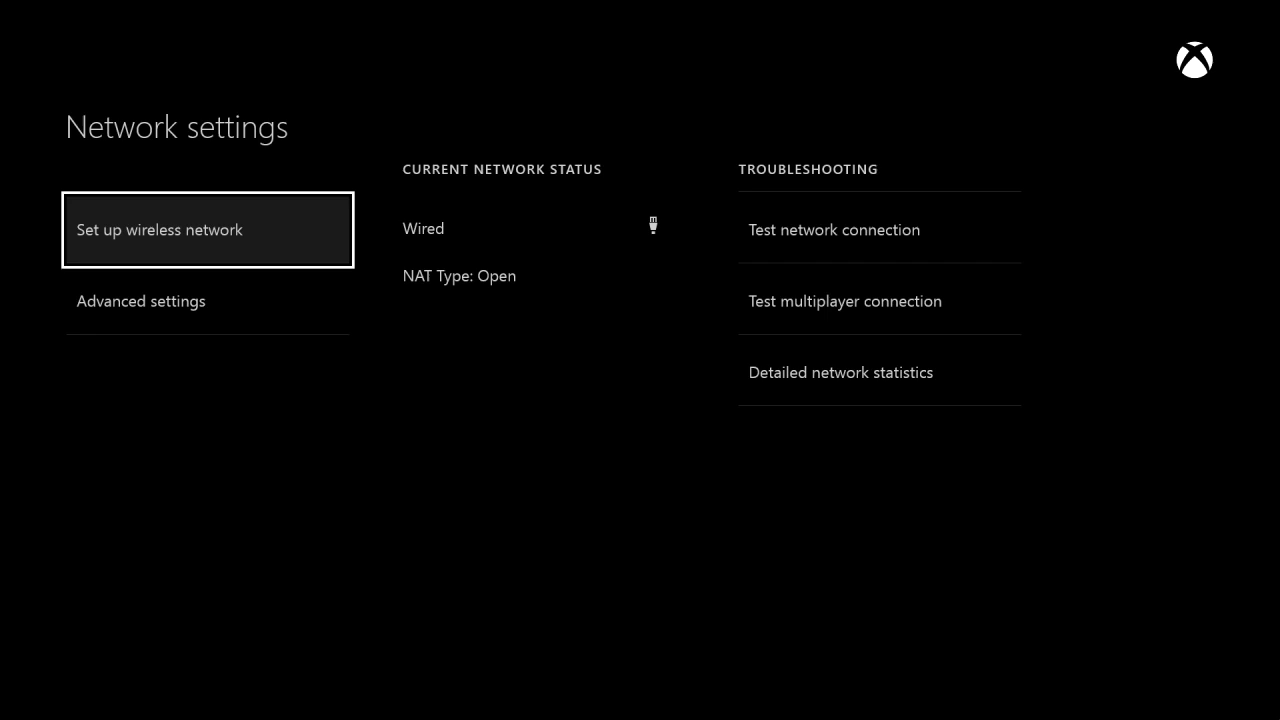 Network settings
Set up wireless network
Advanced settings
CURRENT NETWORK STATUS
Wired
NAT Type: Open
TROUBLESHOOTING
Test network connection
Test multiplayer connection
Detailed network statistics